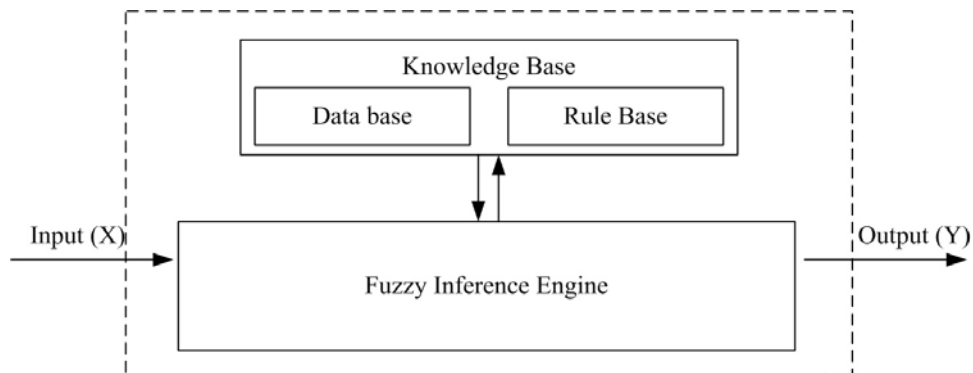 Knowledge Base
Data base
Rule Base
Input (X)
Output (Y)
Fuzzy Inference Engine